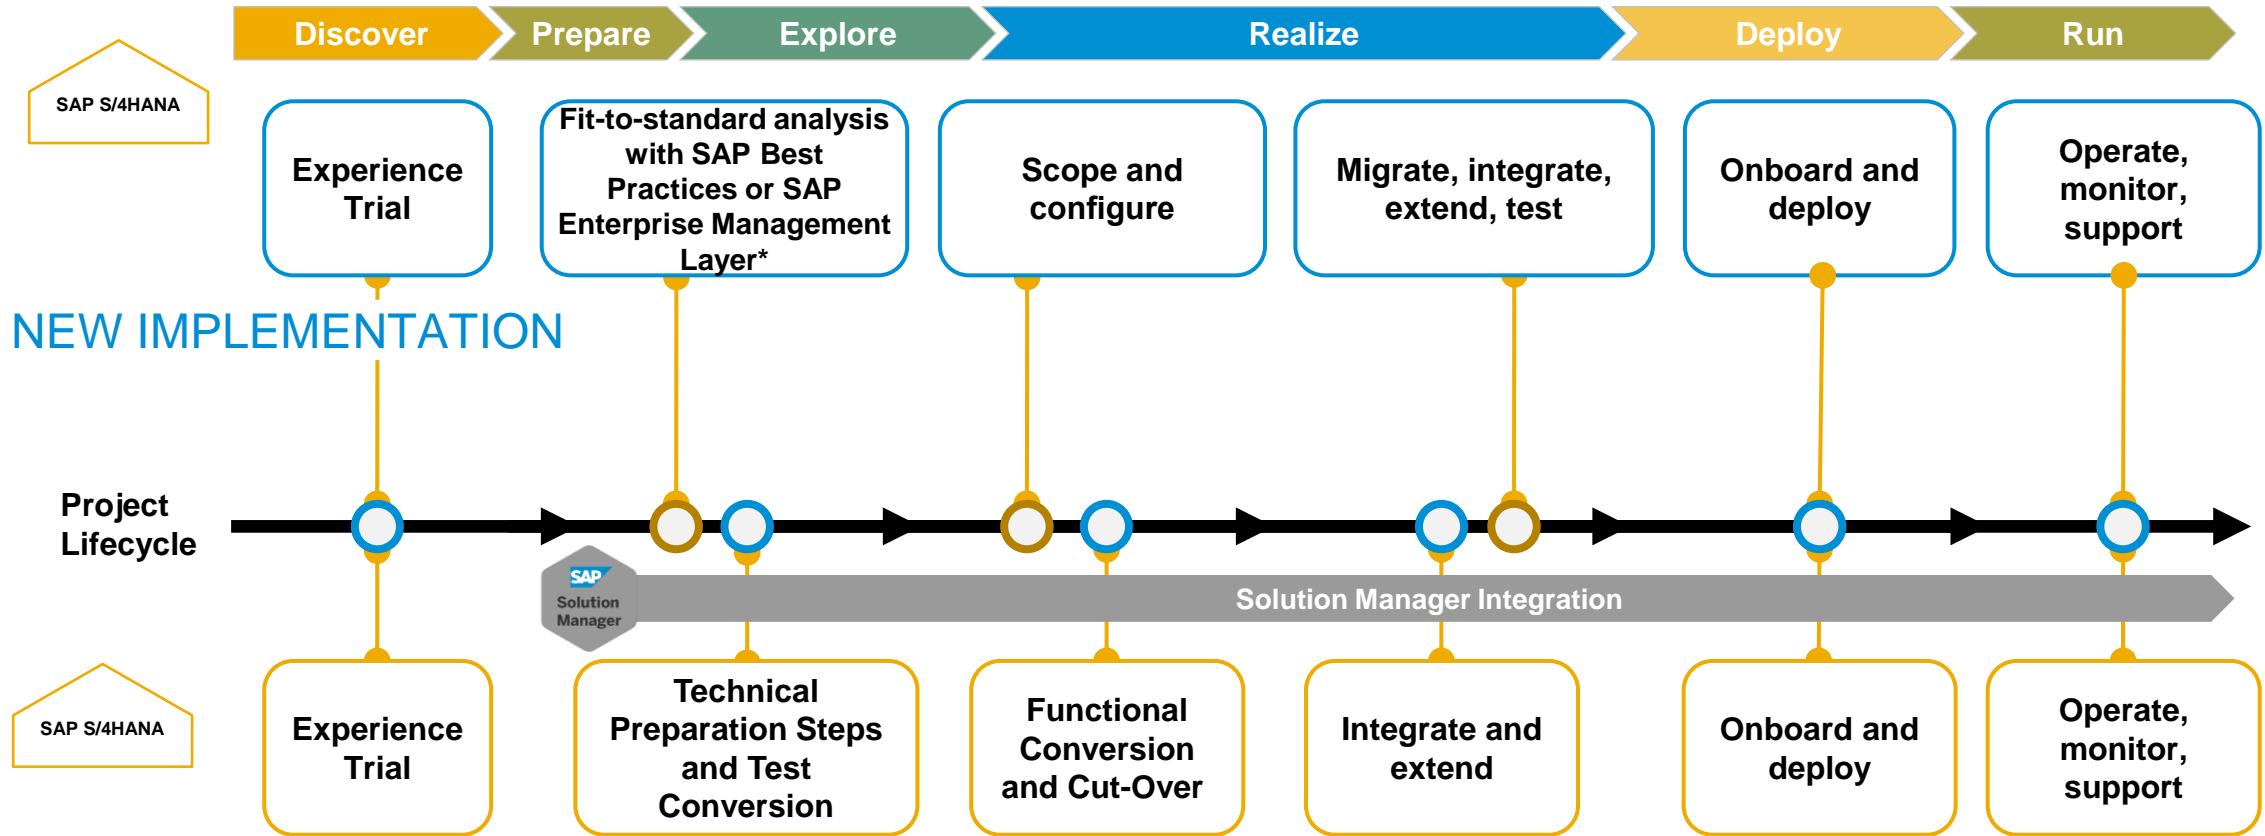 Discover
Prepare
Explore
Realize
Deploy
Run
SAP S/4HANA
Experience
Trial
Fit-to-standard analysis
with SAP Best
Practices or SAP
Enterprise Management
Layer*
Scope and
configure
Migrate, integrate,
extend, test
Onboard and
deploy
Operate,
monitor,
support
NEW IMPLEMENTATION
Project
Lifecycle
SAP
Solution
Manager
Solution Manager Integration
SAP S/4HANA
Experience
Trial
Technical
Preparation Steps
and Test
Conversion
Functional
Conversion
and Cut-Over
Integrate and
extend
Onboard and
deploy
Operate,
monitor,
support